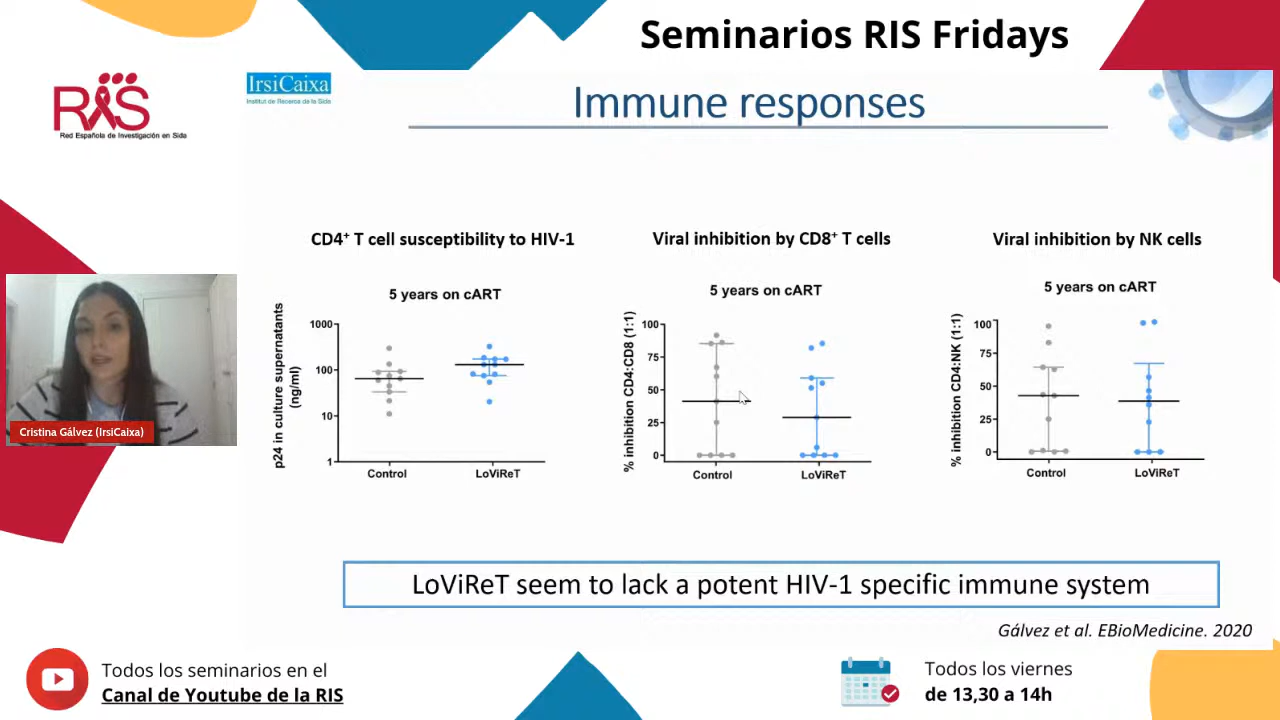 Seminarios RIS Fridays
RIS
Red Española de Investigación en Sida
IrsiCaixa
Institut de Recerca de la Sida
Immune responses
CD4⁺ T cell susceptibility to HIV-1
5 years on cART
p24 in culture supernatants
(ng/ml)
1000
100
10
1
Control
LoViReT
Viral inhibition by CD8⁺ T cells
5 years on cART
% inhibition CD4:CD8 (1:1)
100
75
50
25
0
Control
LoViReT
Viral inhibition by NK cells
5 years on cART
% inhibition CD4:NK (1:1)
100
75
50
25
0
Control
LoViReT
Cristina Gálvez (IrsiCaixa)
LoViReT seem to lack a potent HIV-1 specific immune system
Gálvez et al. EBioMedicine. 2020
Todos los seminarios en el
Canal de Youtube de la RIS
Todos los viernes
de 13,30 a 14h